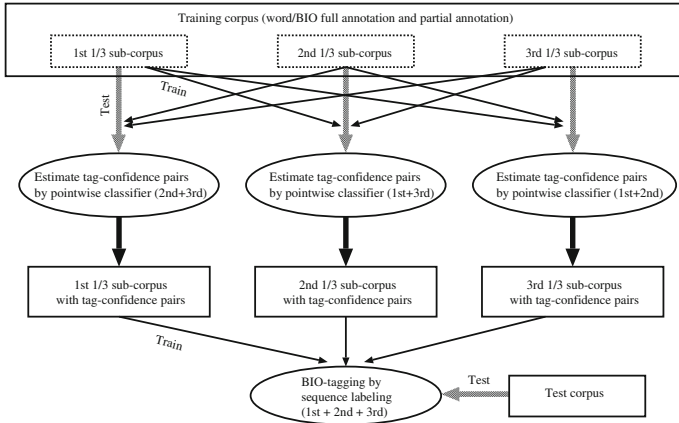 Training corpus (word/BIO full annotation and partial annotation)
1st 1/3 sub-corpus
2nd 1/3 sub-corpus
3rd 1/3 sub-corpus
Test
Train
Estimate tag-confidence pairs
by pointwise classifier (2nd+3rd)
Estimate tag-confidence pairs
by pointwise classifier (1st+3rd)
Estimate tag-confidence pairs
by pointwise classifier (1st+2nd)
1st 1/3 sub-corpus
with tag-confidence pairs
2nd 1/3 sub-corpus
with tag-confidence pairs
3rd 1/3 sub-corpus
with tag-confidence pairs
Train
BIO-tagging by
sequence labeling
(1st + 2nd + 3rd)
Test
Test corpus